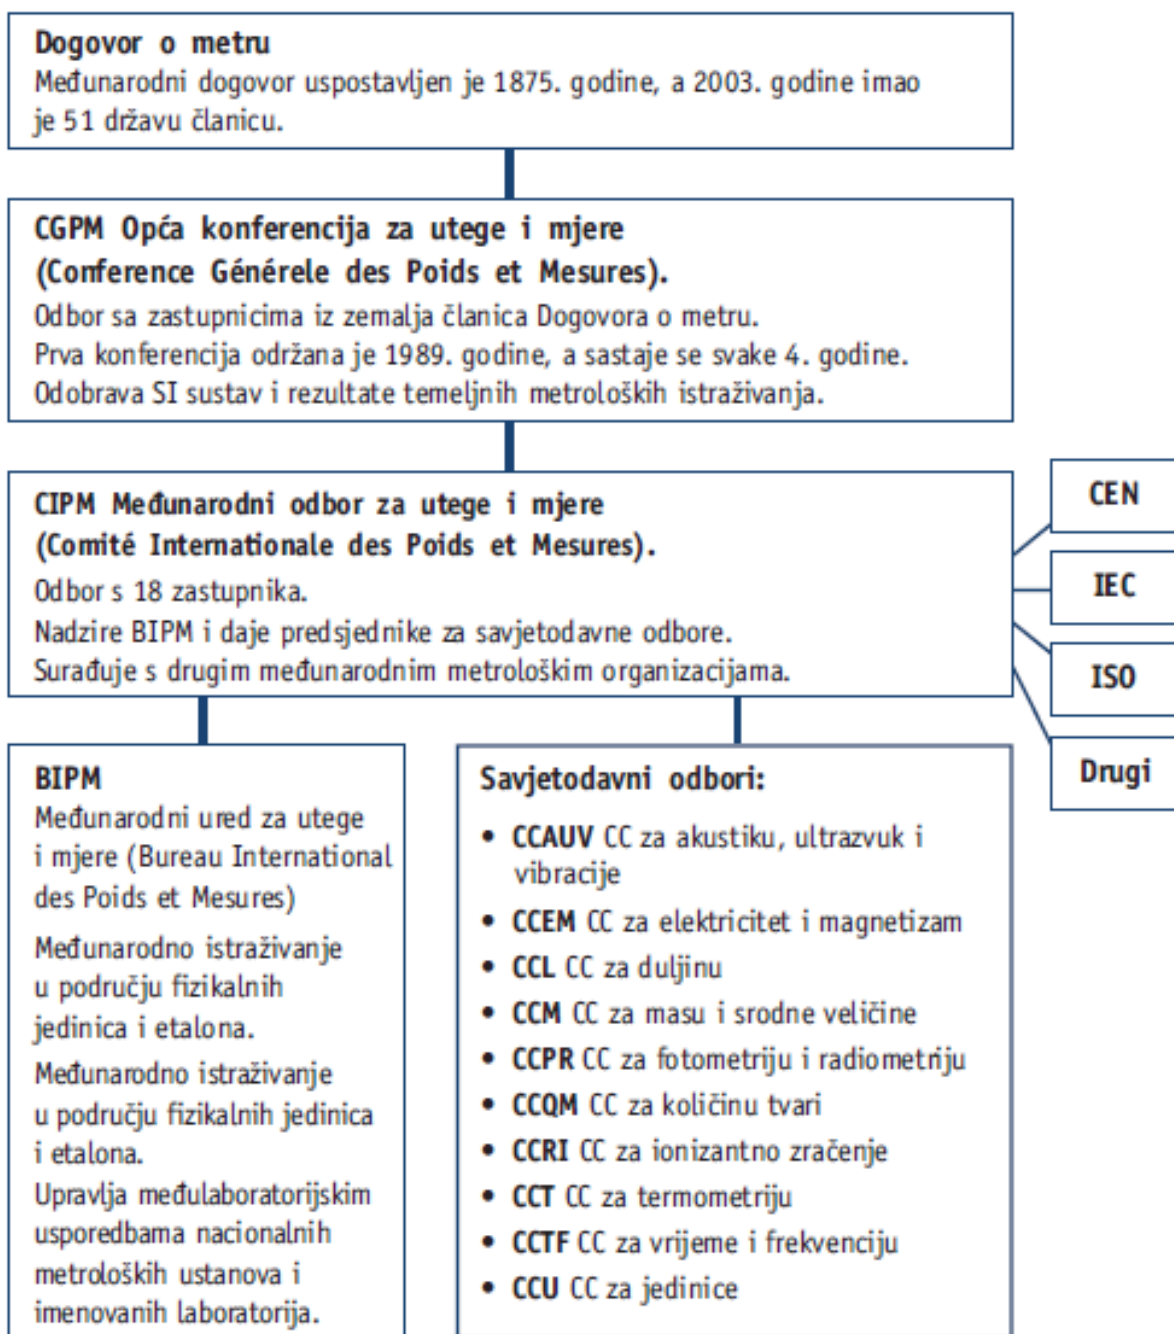 Dogovor o metru
Međunarodni dogovor uspostavljen je 1875. godine, a 2003. godine imao
je 51 državu članicu.
CGPM Opća konferencija za utege i mjere
(Conference Générele des Poids et Mesures).
Odbor sa zastupnicima iz zemalja članica Dogovora o metru.
Prva konferencija održana je 1989. godine, a sastaje se svake 4. godine.
Odobrava SI sustav i rezultate temeljnih metroloških istraživanja.
CIPM Međunarodni odbor za utege i mjere
(Comité Internationale des Poids et Mesures).
Odbor s 18 zastupnika.
Nadzire BIPM i daje predsjednike za savjetodavne odbore.
Surađuje s drugim međunarodnim metrološkim organizacijama.
CEN
IEC
ISO
Drugi
BIPM
Međunarodni ured za utege
i mjere (Bureau International
des Poids et Mesures)
Međunarodno istraživanje
u području fizikalnih
jedinica i etalona.
Međunarodno istraživanje
u području fizikalnih jedinica
i etalona.
Upravlja međulaboratorijskim
usporedbama nacionalnih
metroloških ustanova i
imenovanih laboratorija.
Savjetodavni odbori:
• CCAUV CC za akustiku, ultrazvuk i
vibracije
• CCEM CC za elektricitet i magnetizam
• CCL CC za duljinu
• CCM CC za masu i srodne veličine
• CCPR CC za fotometriju i radiometriju
• CCQM CC za količinu tvari
• CCRI CC za ionizantno zračenje
• CCT CC za termometriju
• CCTF CC za vrijeme i frekvenciju
• CCU CC za jedinice